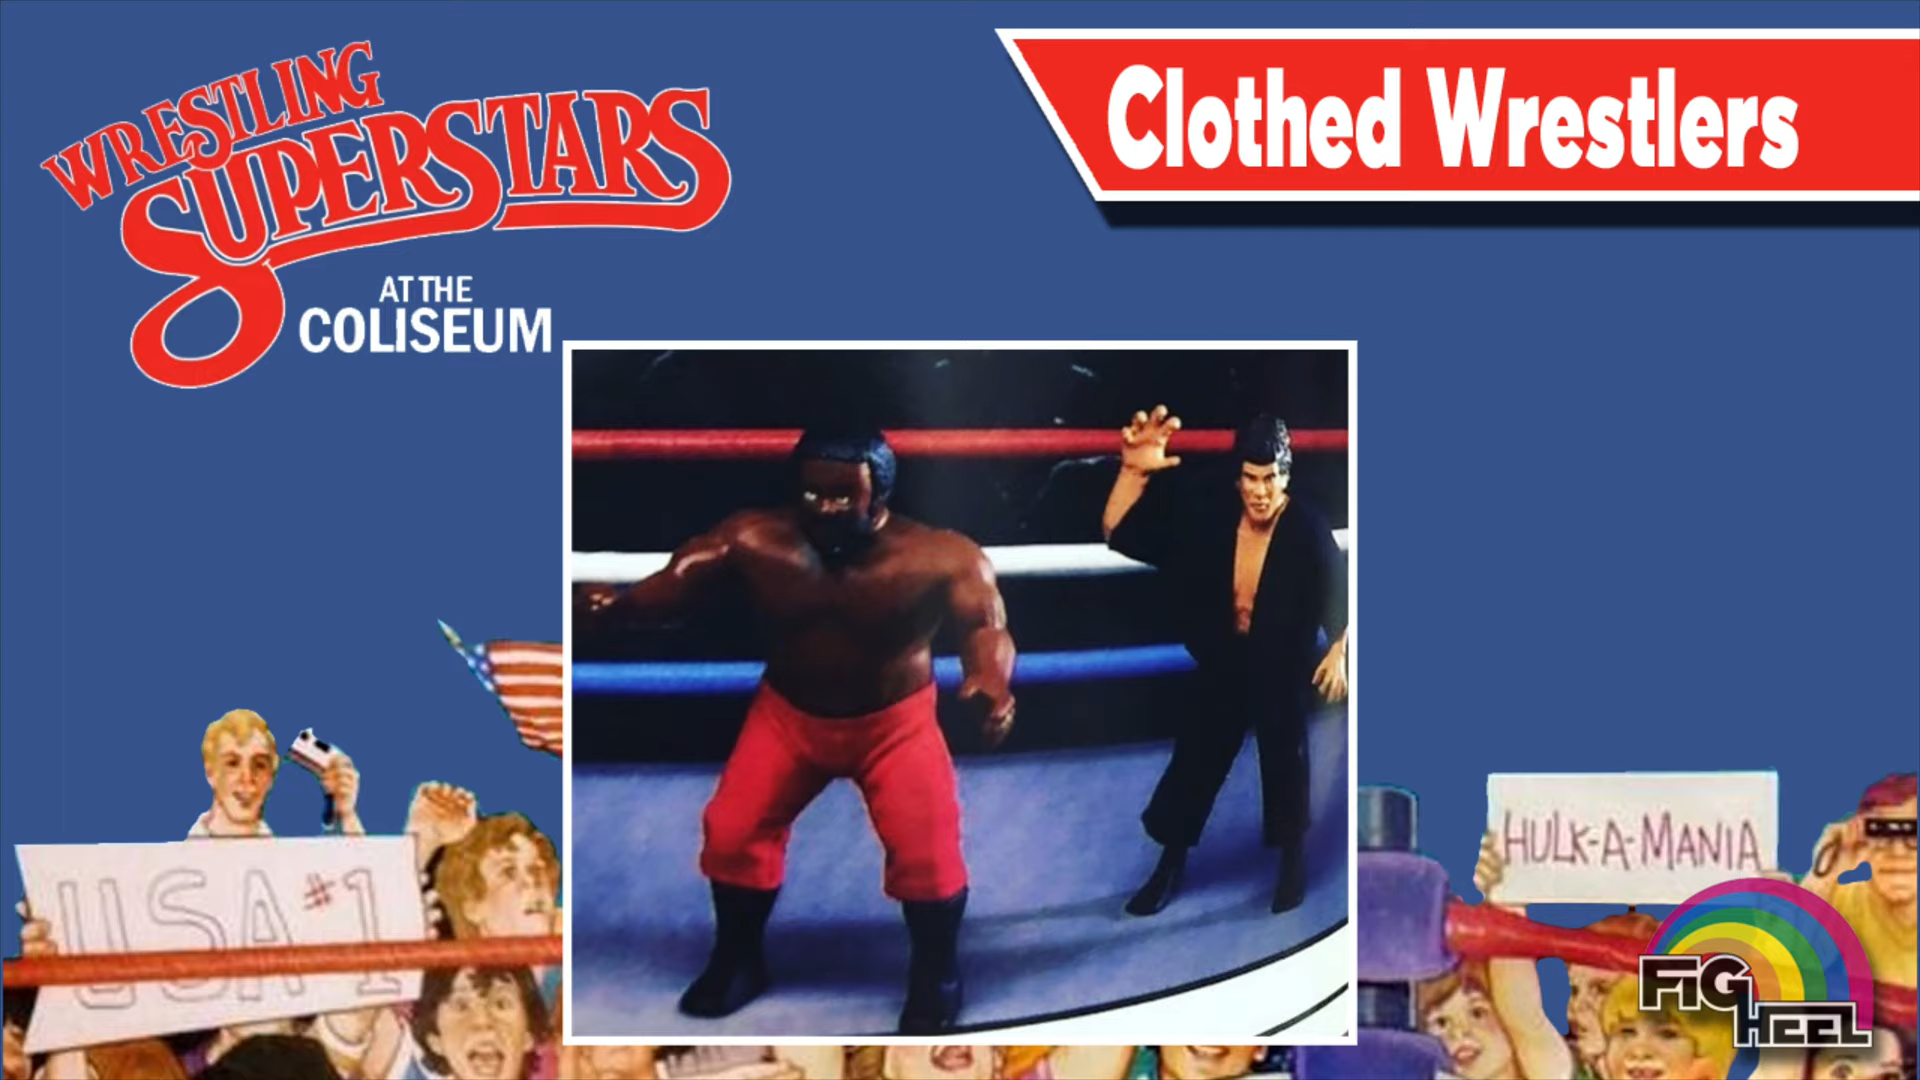 WRESTLING
SUPERSTARS
AT THE
COLISEUM
Clothed Wrestlers
USA #1
HULK-A-MANIA
FIG
HEEL